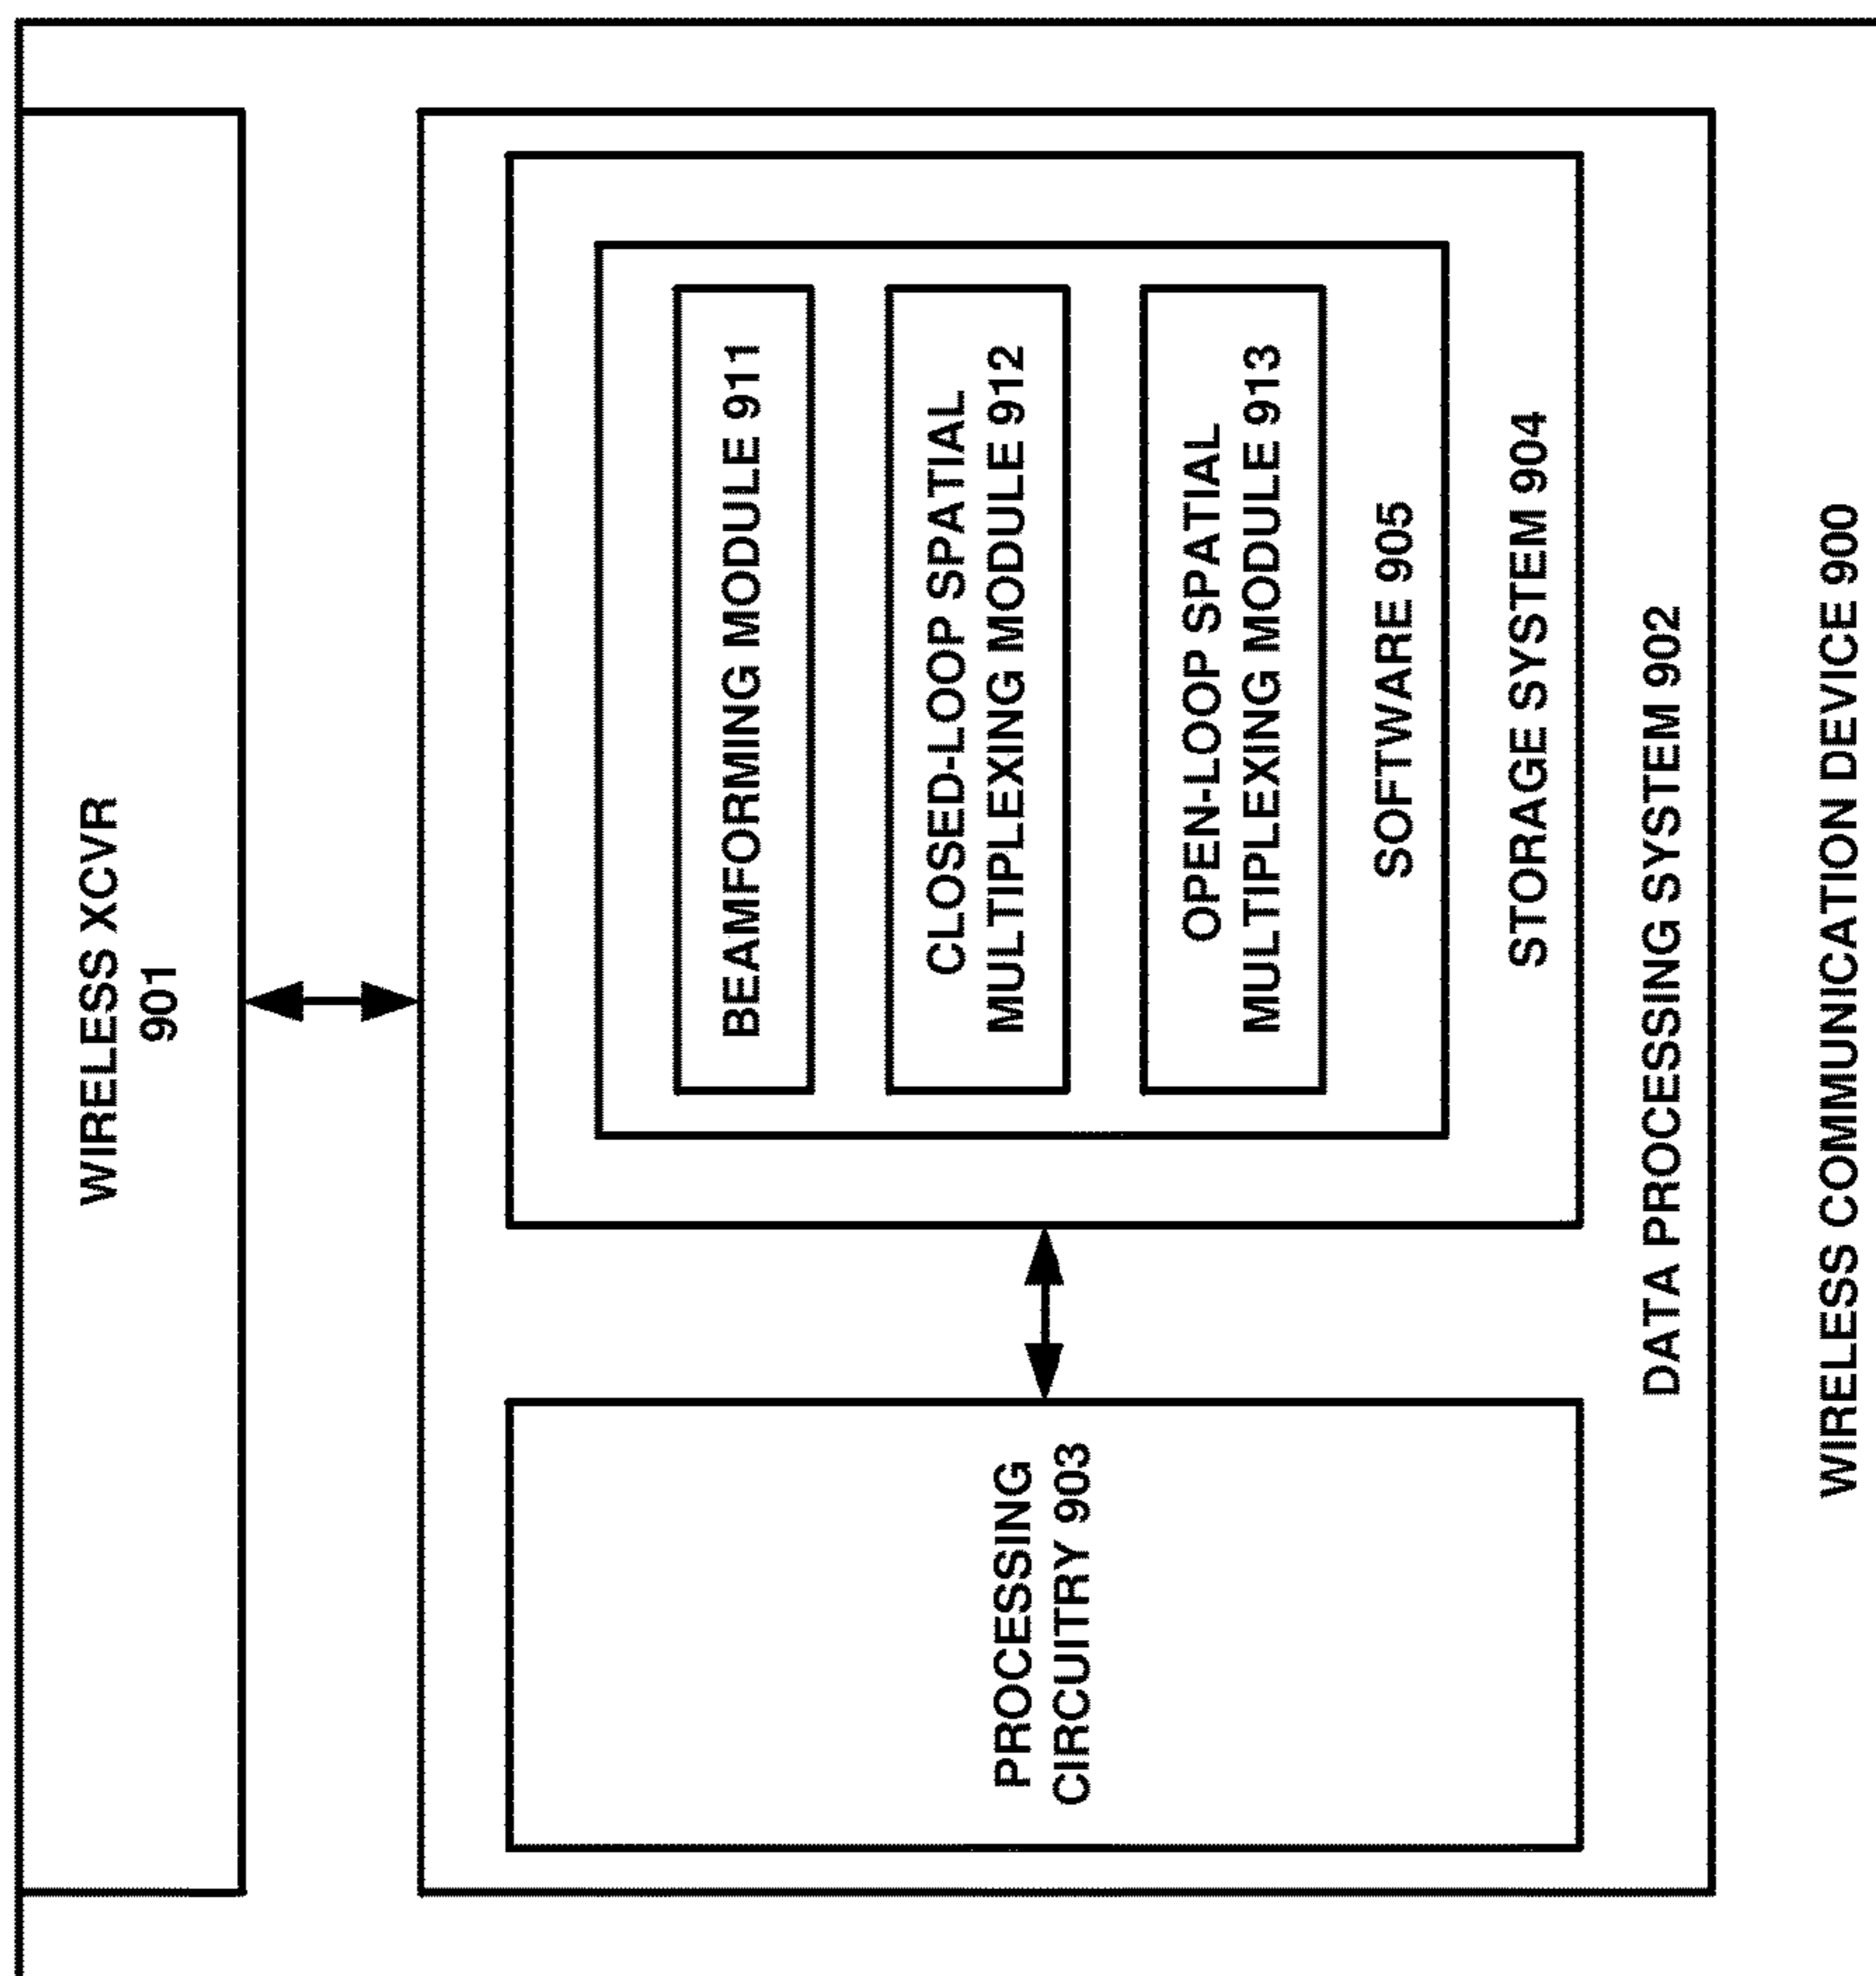 WIRELESS XCVR
901
PROCESSING
CIRCUITRY 903
BEAMFORMING MODULE 911
CLOSED-LOOP SPATIAL
MULTIPLEXING MODULE 912
OPEN-LOOP SPATIAL
MULTIPLEXING MODULE 913
SOFTWARE 905
STORAGE SYSTEM 904
DATA PROCESSING SYSTEM 902
WIRELESS COMMUNICATION DEVICE 900